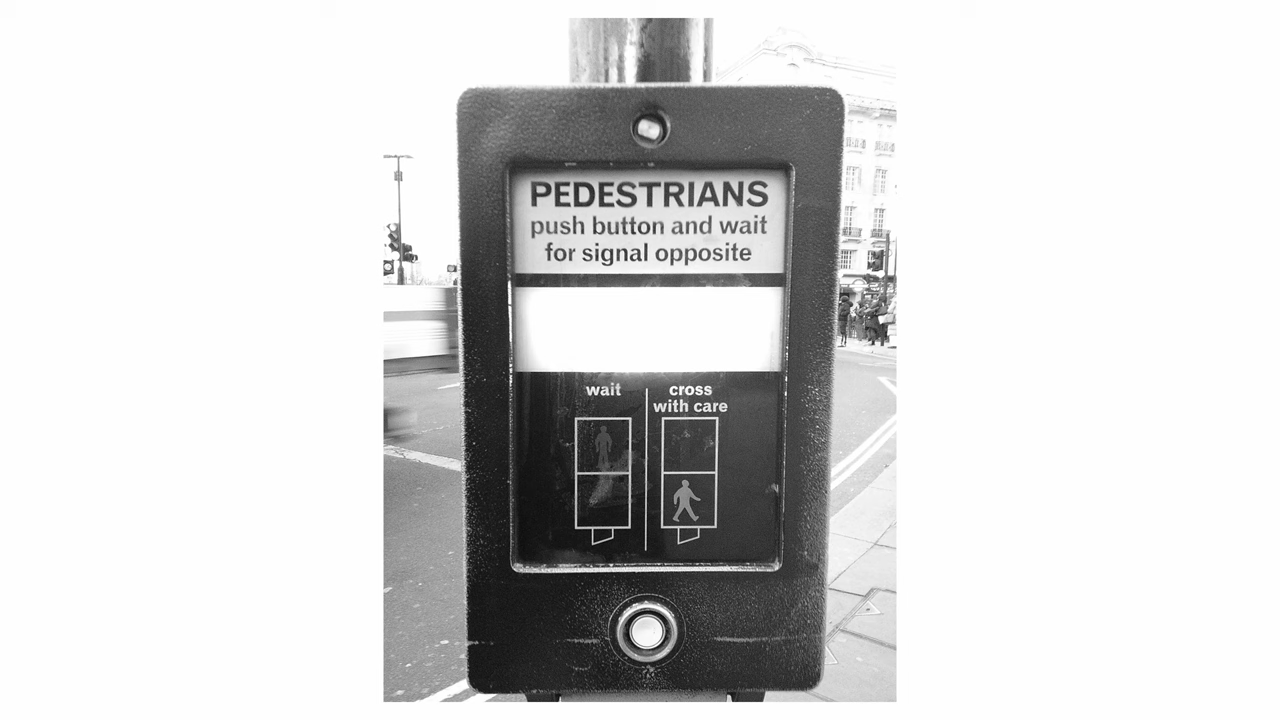 PEDESTRIANS
push button and wait
for signal opposite
wait
cross
with care